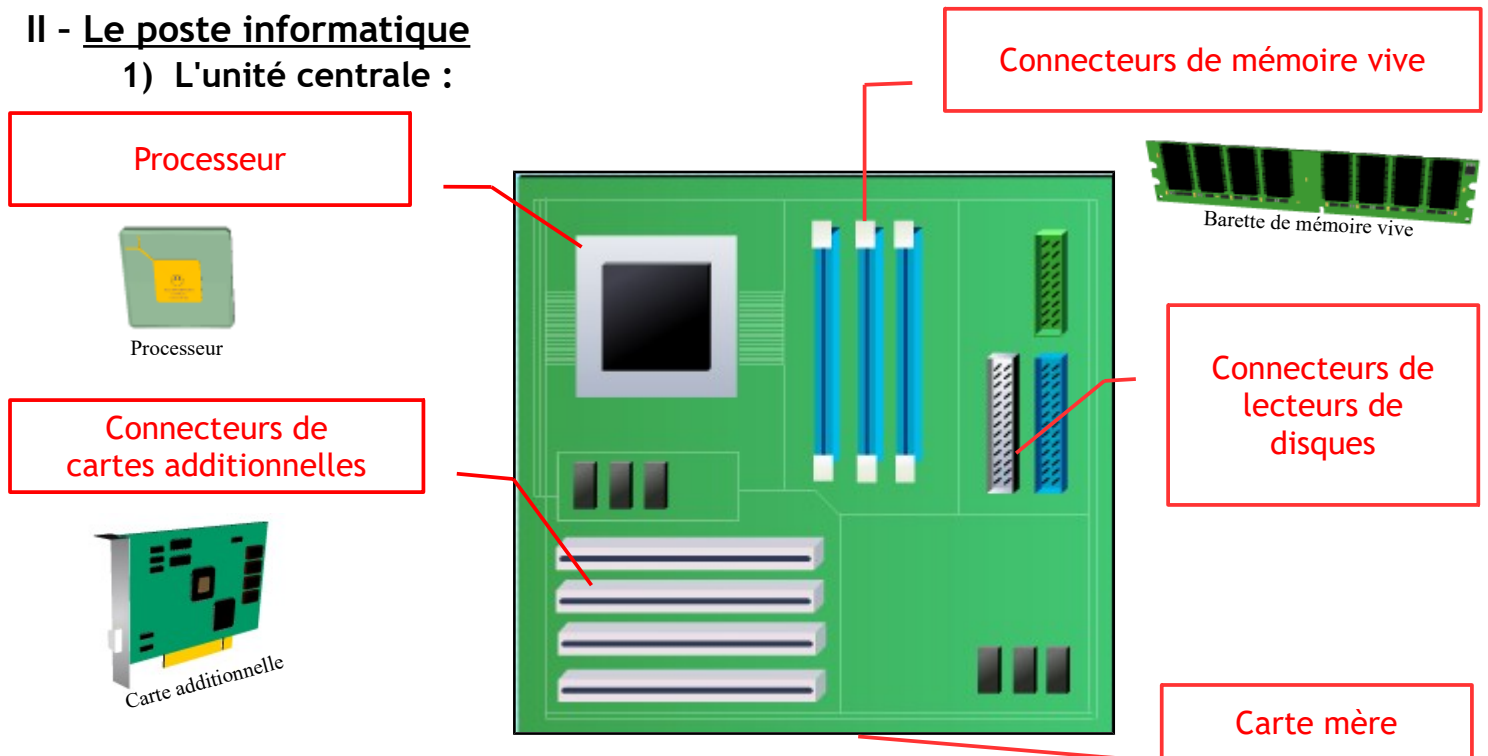 II - Le poste informatique
1) L'unité centrale :
Connecteurs de mémoire vive
Processeur
Barette de mémoire vive
Processeur
Connecteurs de
lecteurs de
disques
Connecteurs de
cartes additionnelles
Carte additionnelle
Carte mère